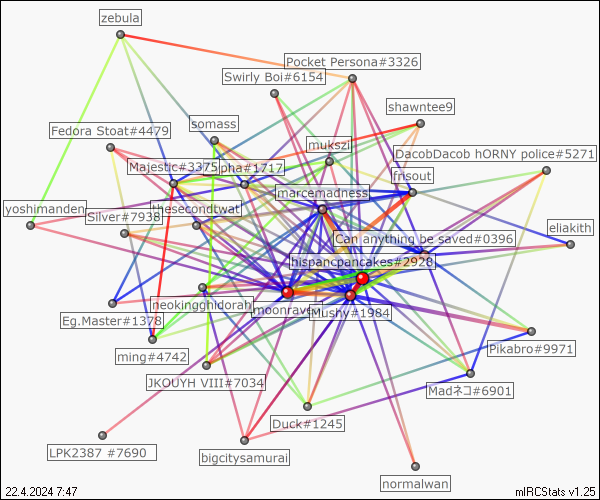 zebula
Pocket Persona#3326
Swirly Boi#6154
shawntee9
somass
Fedora Stoat#4479
mukszi
DacobDacob hORNY police#5271
Majestic#3375
pha#1717
fnsout
marcemadness
yoshimanden
Silver#7938
thesecondtwat
eliakith
Can anything be saved#0396
hispancpancakes#2928
neokingghidorah
moonrave
Mushy#1984
Eg.Master#1378
ming#4742
Pikabro#9971
JKOUYH VIII#7034
Madネコ#6901
Duck#1245
LPK2387 #7690
bigcitysamurai
normalwan
22.4.2024 7:47
mIRCStats v1.25